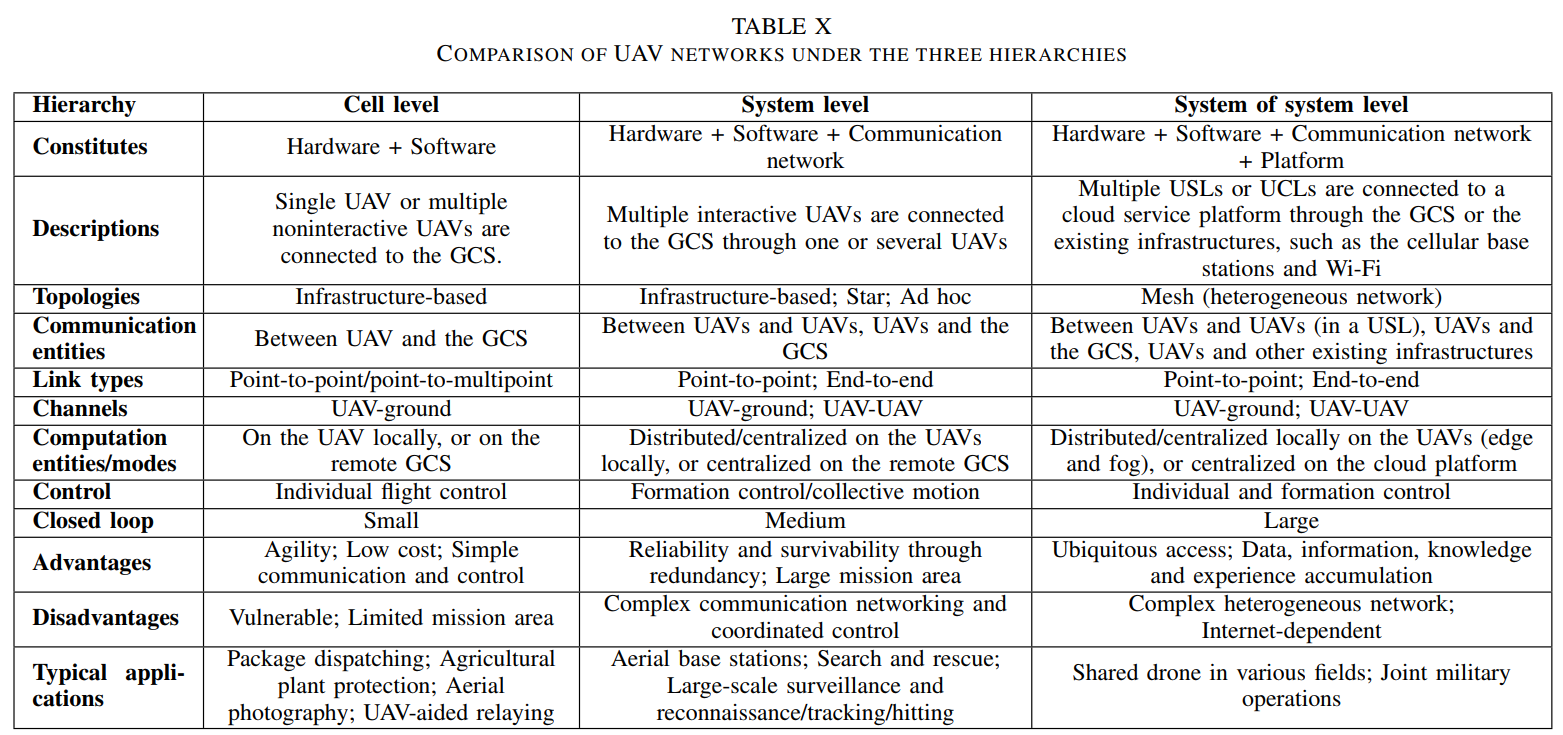 TABLE X
COMPARISON OF UAV NETWORKS UNDER THE THREE HIERARCHIES
Hierarchy
Cell level
System level
System of system level
Constitutes
Hardware + Software
Hardware + Software + Communication
network
Hardware + Software + Communication network
+ Platform
Descriptions
Single UAV or multiple
noninteractive UAVs are
connected to the GCS.
Multiple interactive UAVs are connected
to the GCS through one or several UAVs
Multiple USLs or UCLs are connected to a
cloud service platform through the GCS or the
existing infrastructures, such as the cellular base
stations and Wi-Fi
Topologies
Infrastructure-based
Infrastructure-based; Star; Ad hoc
Mesh (heterogeneous network)
Communication
entities
Between UAV and the GCS
Between UAVs and UAVs, UAVs and the
GCS
Between UAVs and UAVs (in a USL), UAVs and
the GCS, UAVs and other existing infrastructures
Link types
Point-to-point/point-to-multipoint
Point-to-point; End-to-end
Point-to-point; End-to-end
Channels
UAV-ground
UAV-ground; UAV-UAV
UAV-ground; UAV-UAV
Computation
entities/modes
On the UAV locally, or on the
remote GCS
Distributed/centralized on the UAVs
locally, or centralized on the remote GCS
Distributed/centralized locally on the UAVs (edge
and fog), or centralized on the cloud platform
Control
Individual flight control
Formation control/collective motion
Individual and formation control
Closed loop
Small
Medium
Large
Advantages
Agility; Low cost; Simple
communication and control
Reliability and survivability through
redundancy; Large mission area
Ubiquitous access; Data, information, knowledge
and experience accumulation
Disadvantages
Vulnerable; Limited mission area
Complex communication networking and
coordinated control
Complex heterogeneous network;
Internet-dependent
Typical appli-
cations
Package dispatching; Agricultural
plant protection; Aerial
photography; UAV-aided relaying
Aerial base stations; Search and rescue;
Large-scale surveillance and
reconnaissance/tracking/hitting
Shared drone in various fields; Joint military
operations